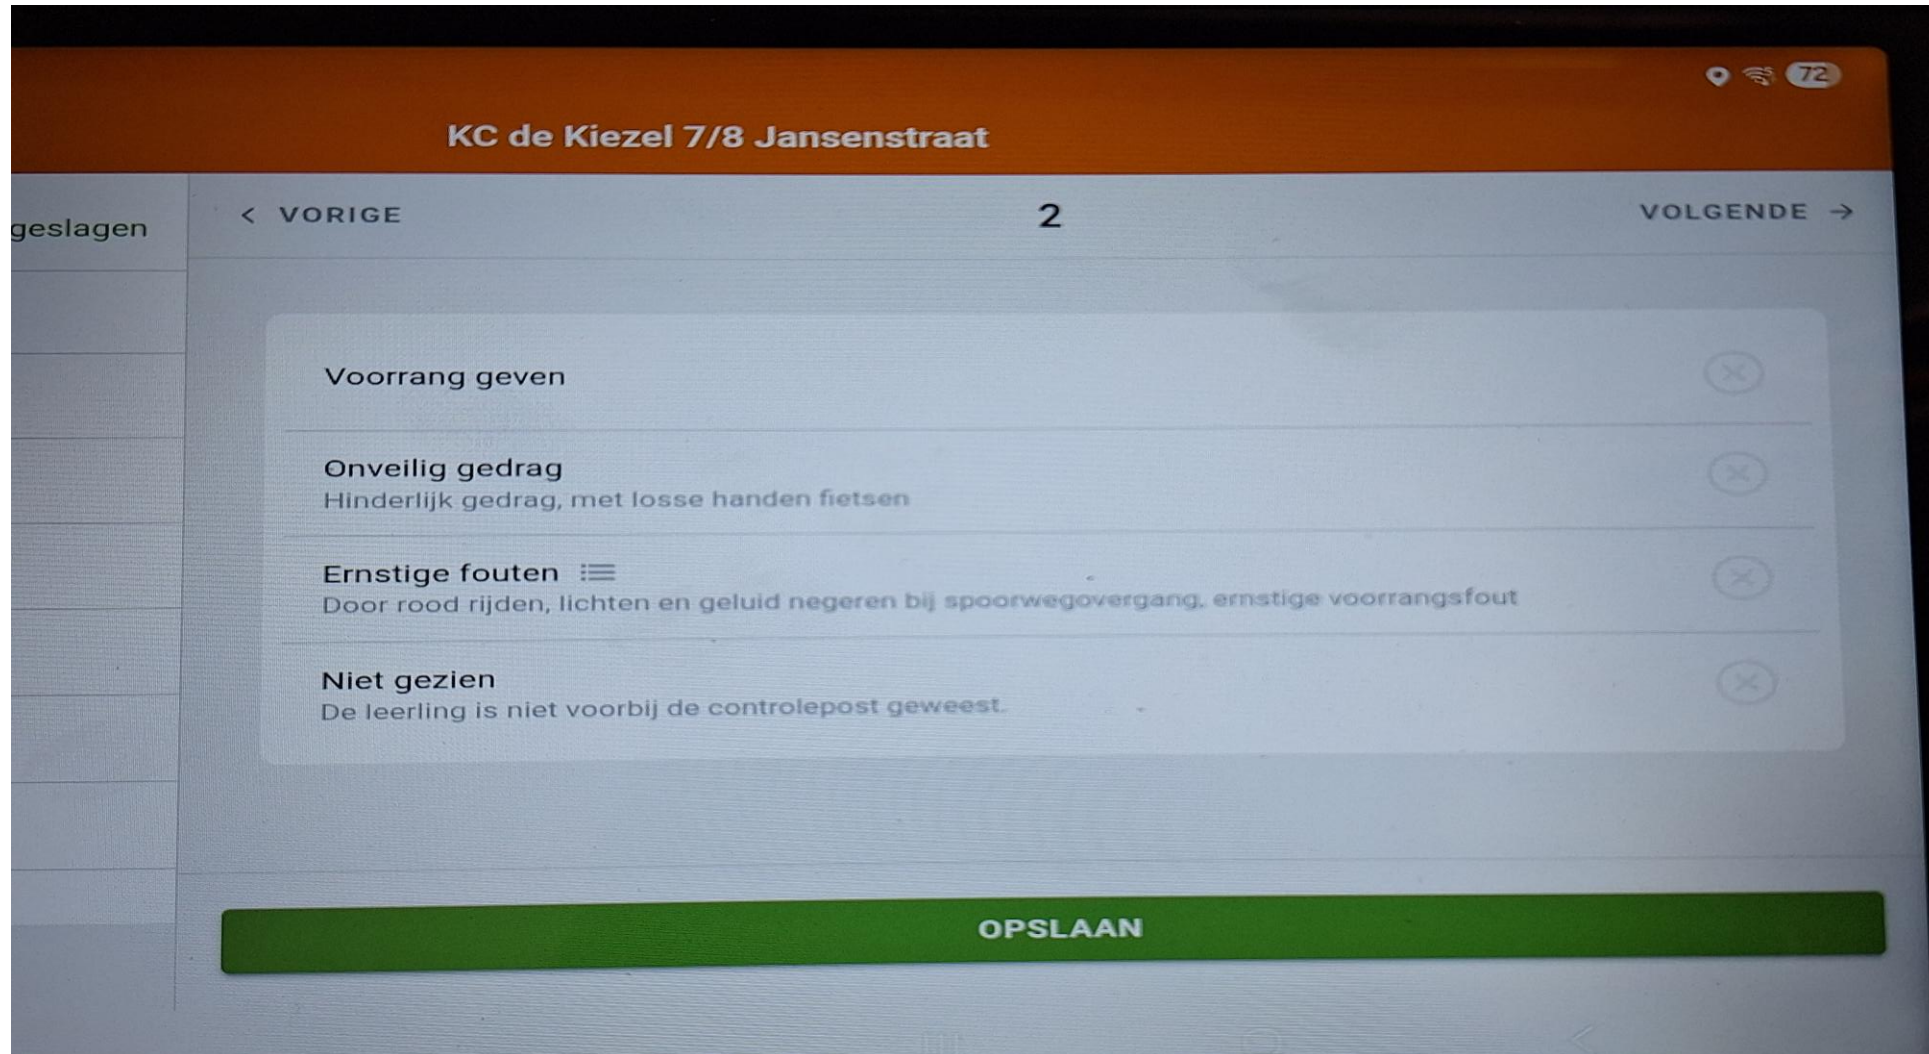 72
KC de Kiezel 7/8 Jansenstraat
geslagen
< VORIGE
2
VOLGENDE →
Voorrang geven
Onveilig gedrag
Hinderlijk gedrag, met losse handen fietsen
Ernstige fouten
Door rood rijden, lichten en geluid negeren bij spoorwegovergang, ernstige voorrangsfout
Niet gezien
De leerling is niet voorbij de controlepost geweest.
OPSLAAN